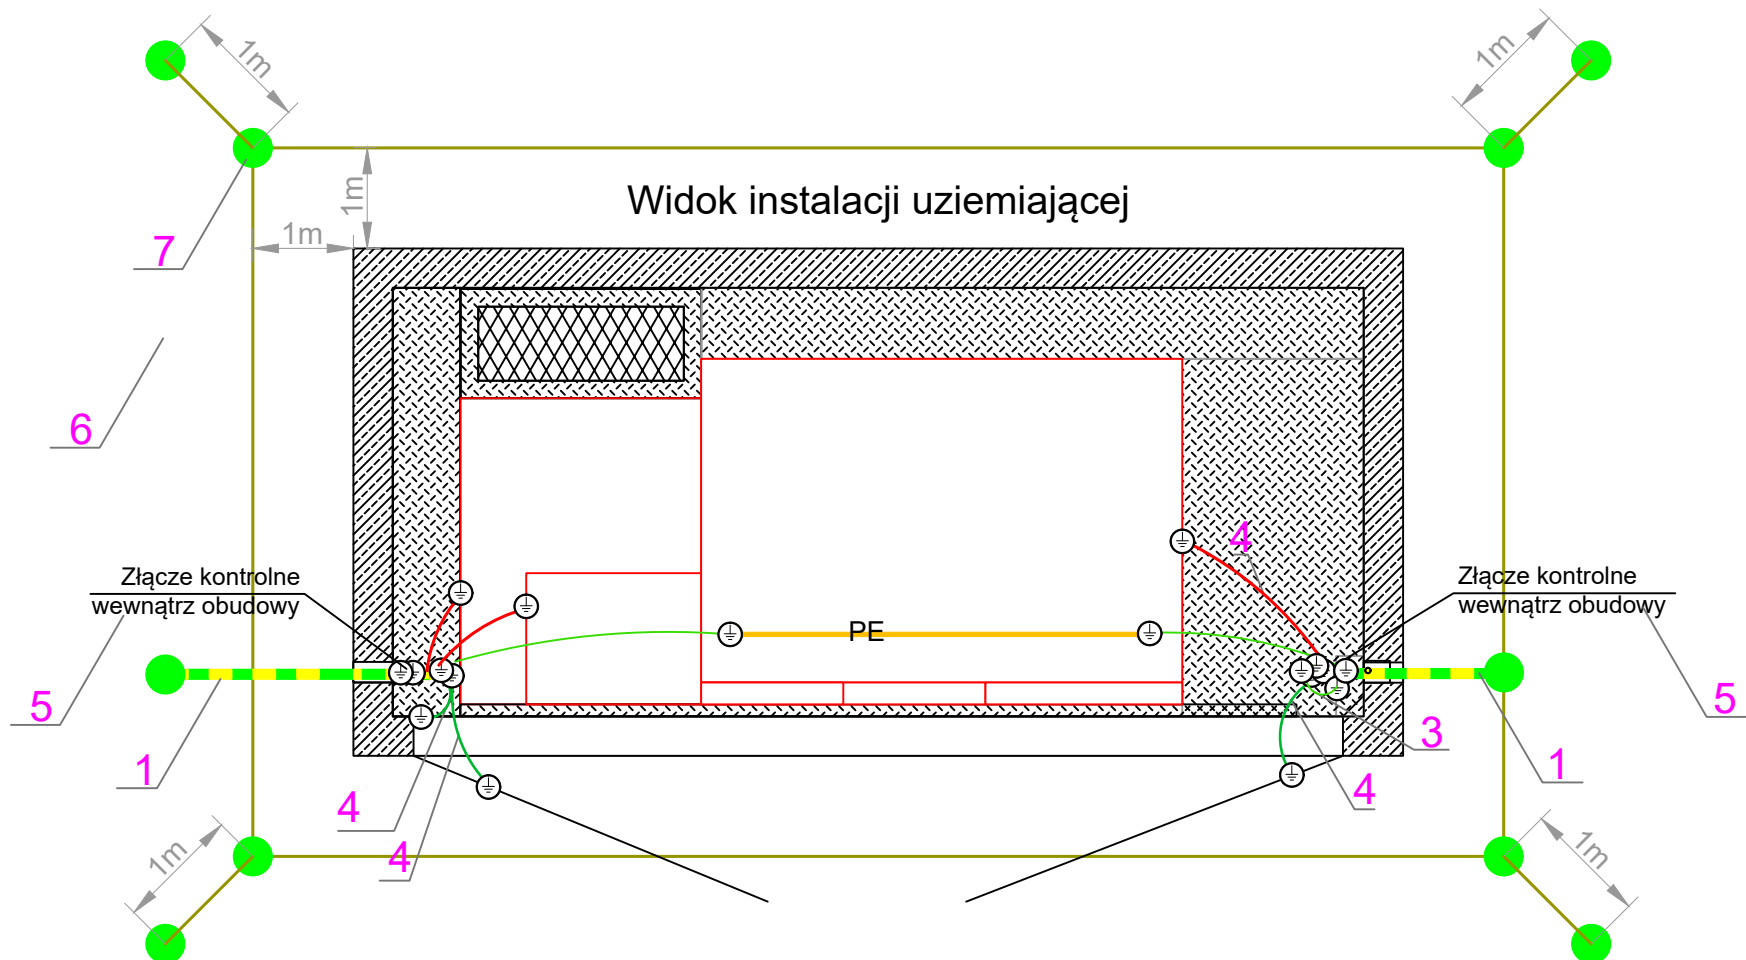 1m
1m
1m
1m
Widok instalacji uziemiającej
7
6
4
Złącze kontrolne
wewnątrz obudowy
Złącze kontrolne
wewnątrz obudowy
PE
5
5
3
1
1
4
4
4
1m
1m